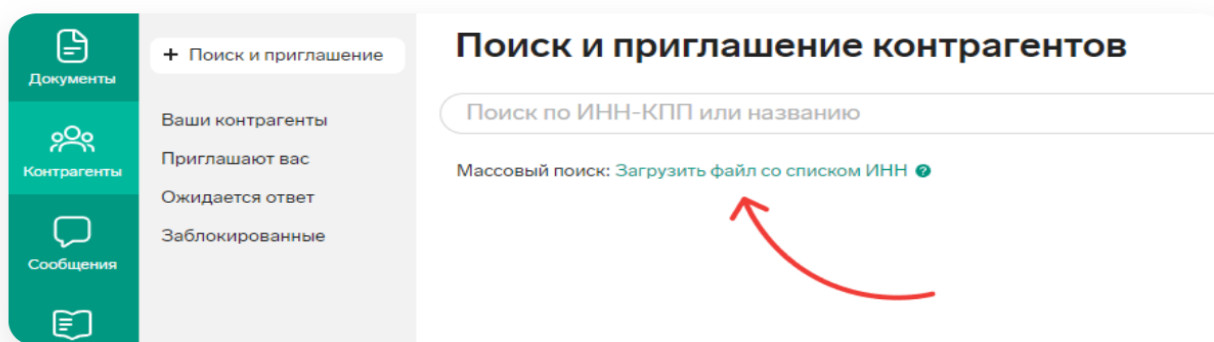 Документы
Контрагенты
Сообщения
+ Поиск и приглашение
Ваши контрагенты
Приглашают вас
Ожидается ответ
Заблокированные
Поиск и приглашение контрагентов
Поиск по ИНН-КПП или названию
Массовый поиск: Загрузить файл со списком ИНН ?